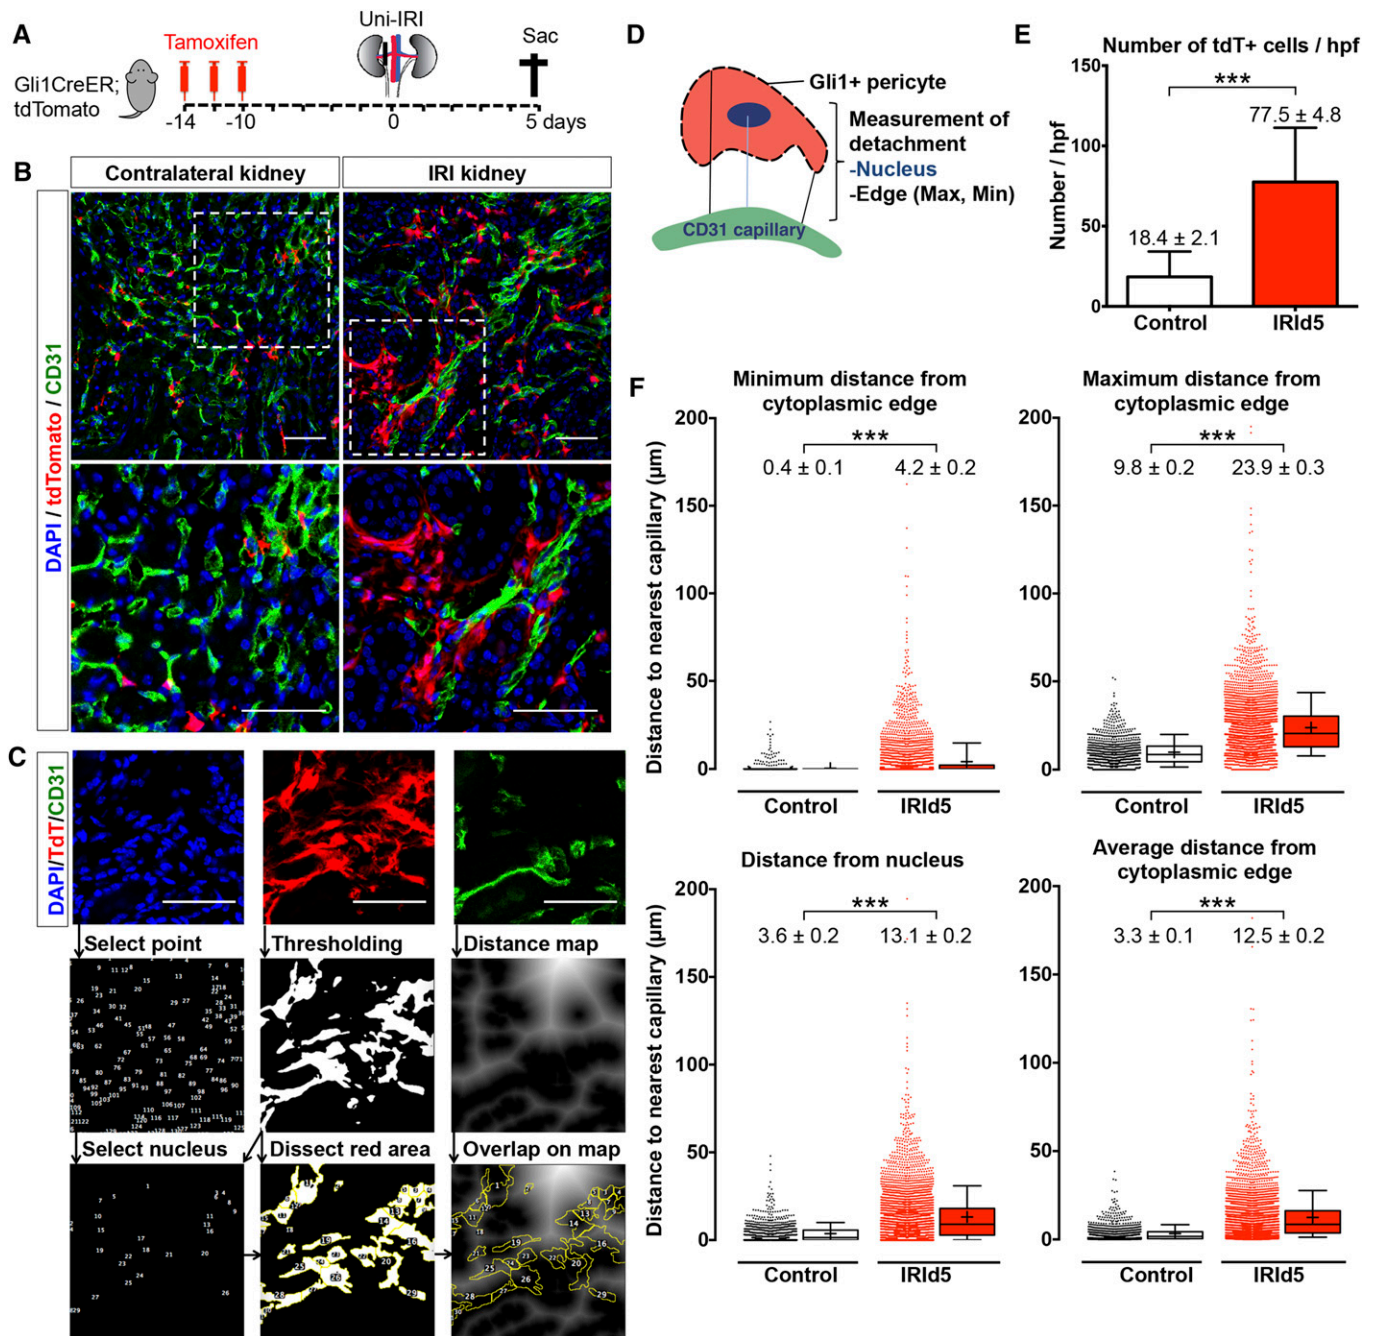 A
Tamoxifen
Uni-IRI
Sac
Gli1CreER;
tdTomato
-14
-10
0
5 days
B
Contralateral kidney
IRI kidney
DAPI / tdTomato / CD31
C
DAPI/TdT/CD31
Select point
Thresholding
Distance map
Select nucleus
Dissect red area
Overlap on map
D
Gli1+ pericyte
Measurement of
detachment
-Nucleus
-Edge (Max, Min)
CD31 capillary
E
Number of tdT+ cells / hpf
Number / hpf
150
100
50
0
***
18.4 ± 2.1
77.5 ± 4.8
Control
IRId5
F
Minimum distance from
cytoplasmic edge
Distance to nearest capillary (µm)
200
150
100
50
0
***
0.4 ± 0.1
4.2 ± 0.2
Control
IRId5
Maximum distance from
cytoplasmic edge
200
150
100
50
0
***
9.8 ± 0.2
23.9 ± 0.3
Control
IRId5
Distance from nucleus
Distance to nearest capillary (µm)
200
150
100
50
0
***
3.6 ± 0.2
13.1 ± 0.2
Control
IRId5
Average distance from
cytoplasmic edge
200
150
100
50
0
***
3.3 ± 0.1
12.5 ± 0.2
Control
IRId5